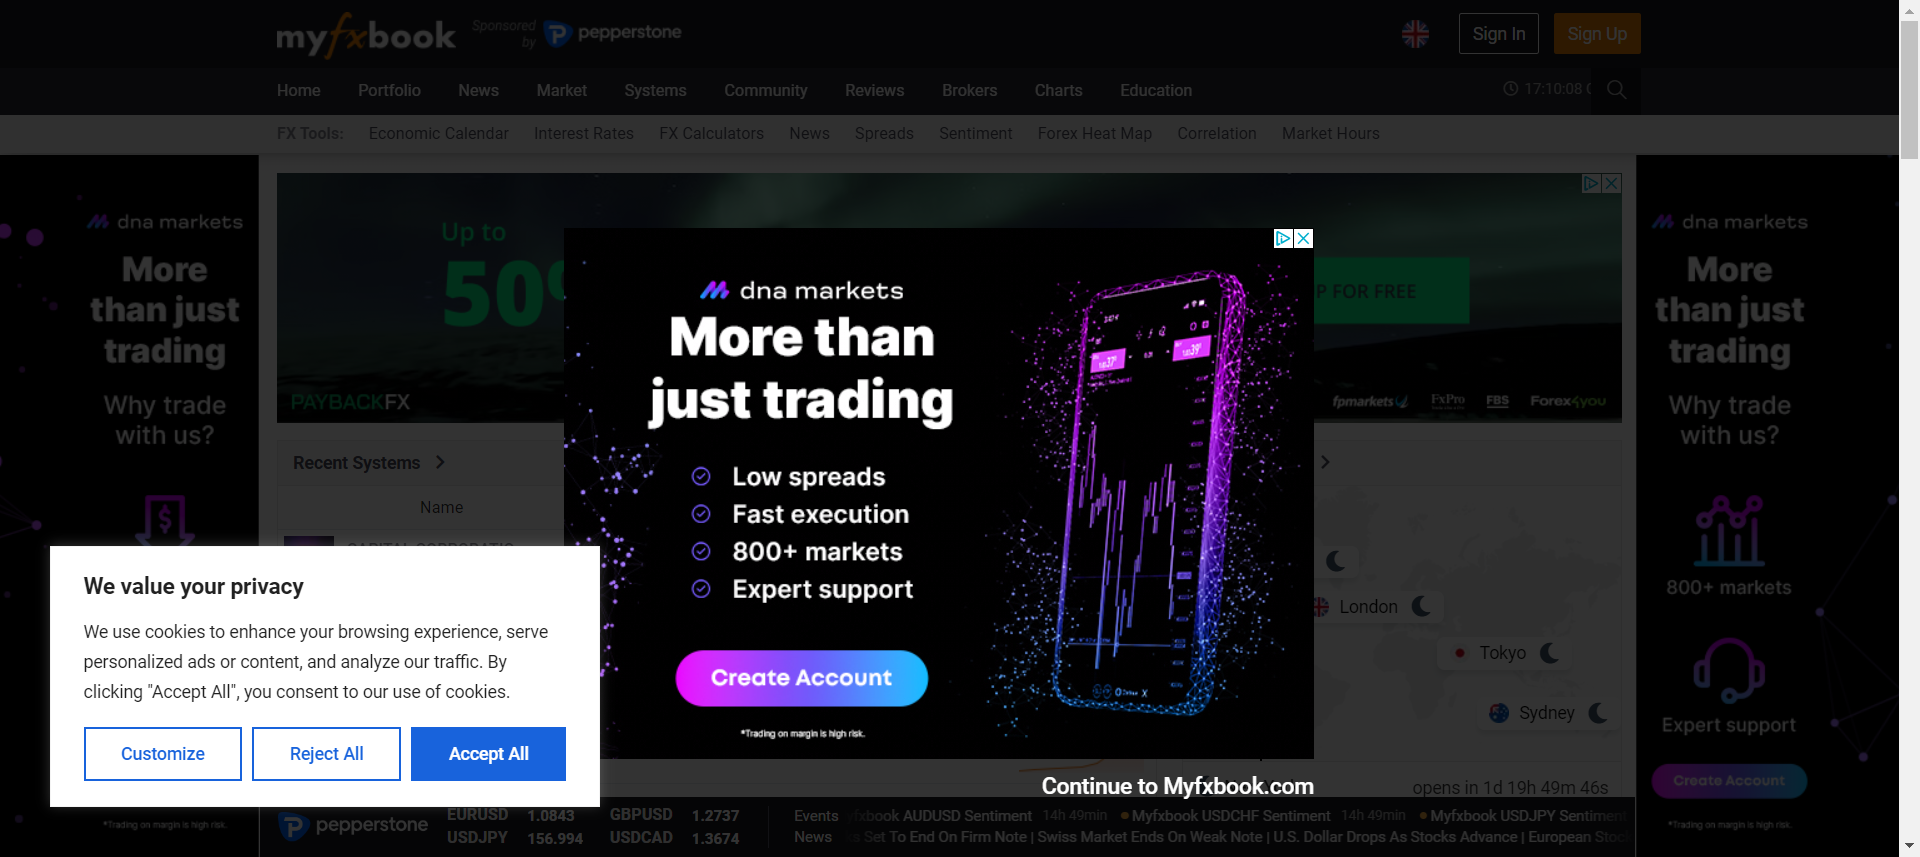 myfxbook
Sponsored
by
pepperstone
Sign In
Sign Up
Home Portfolio News Market Systems Community Reviews Brokers Charts Education
17:10:08
FX Tools: Economic Calendar Interest Rates FX Calculators News Spreads Sentiment Forex Heat Map Correlation Market Hours
dna markets
More
than just
trading
Why trade
with us?
*Trading on margin is high risk.
Up to
50
P FOR FREE
PAYBACKFX
fpmarkets FxPro FBS Forex4you
dna markets
More than
just trading
Low spreads
Fast execution
800+ markets
Expert support
Create Account
*Trading on margin is high risk.
Continue to Myfxbook.com
Recent Systems
Name
London
Tokyo
Sydney
opens in 1d 19h 49m 46s
dna markets
More
than just
trading
Why trade
with us?
800+ markets
Expert support
Create Account
*Trading on margin is high risk.
We value your privacy
We use cookies to enhance your browsing experience, serve
personalized ads or content, and analyze our traffic. By
clicking "Accept All", you consent to our use of cookies.
Customize
Reject All
Accept All
pepperstone
EURUSD 1.0843 GBPUSD 1.2737
USDJPY 156.994 USDCAD 1.3674
Events yfxbook AUDUSD Sentiment 14h 49min Myfxbook USDCHF Sentiment 14h 49min Myfxbook USDJPY Sentiment
News Set To End On Firm Note | Swiss Market Ends On Weak Note | U.S. Dollar Drops As Stocks Advance | European